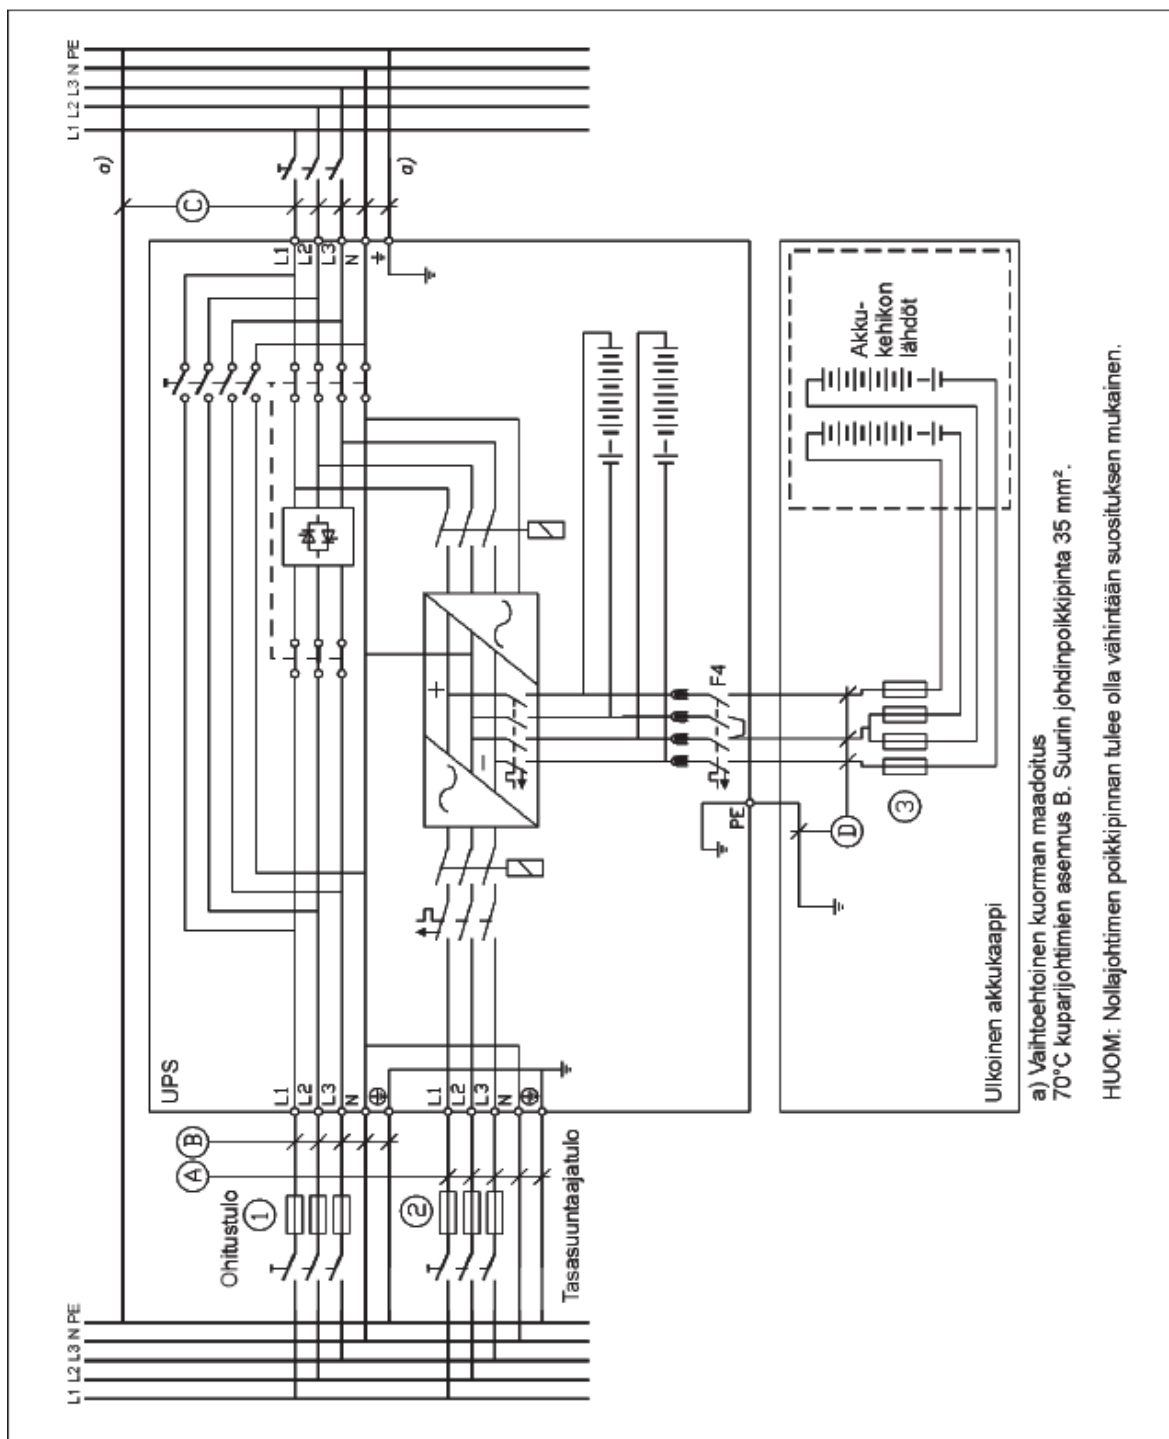 L1 L2 L3 N PE
L1 L2 L3 N PE
a)
a)
C
UPS
L1
L2
L3
N
Akku-
kehikon
lähdöt
+
−
F4
PE
D
3
Ulkoinen akkukaappi
L1
L2
L3
N
L1
L2
L3
N
A
B
Ohitustulo
1
2
Tasasuuntaajatulo
a) Vaihtoehtoinen kuorman maadoitus
70°C kuparijohtimien asennus B. Suurin johdinpoikkipinta 35 mm².
HUOM: Nollajohtimen poikkipinnan tulee olla vähintään suosituksen mukainen.